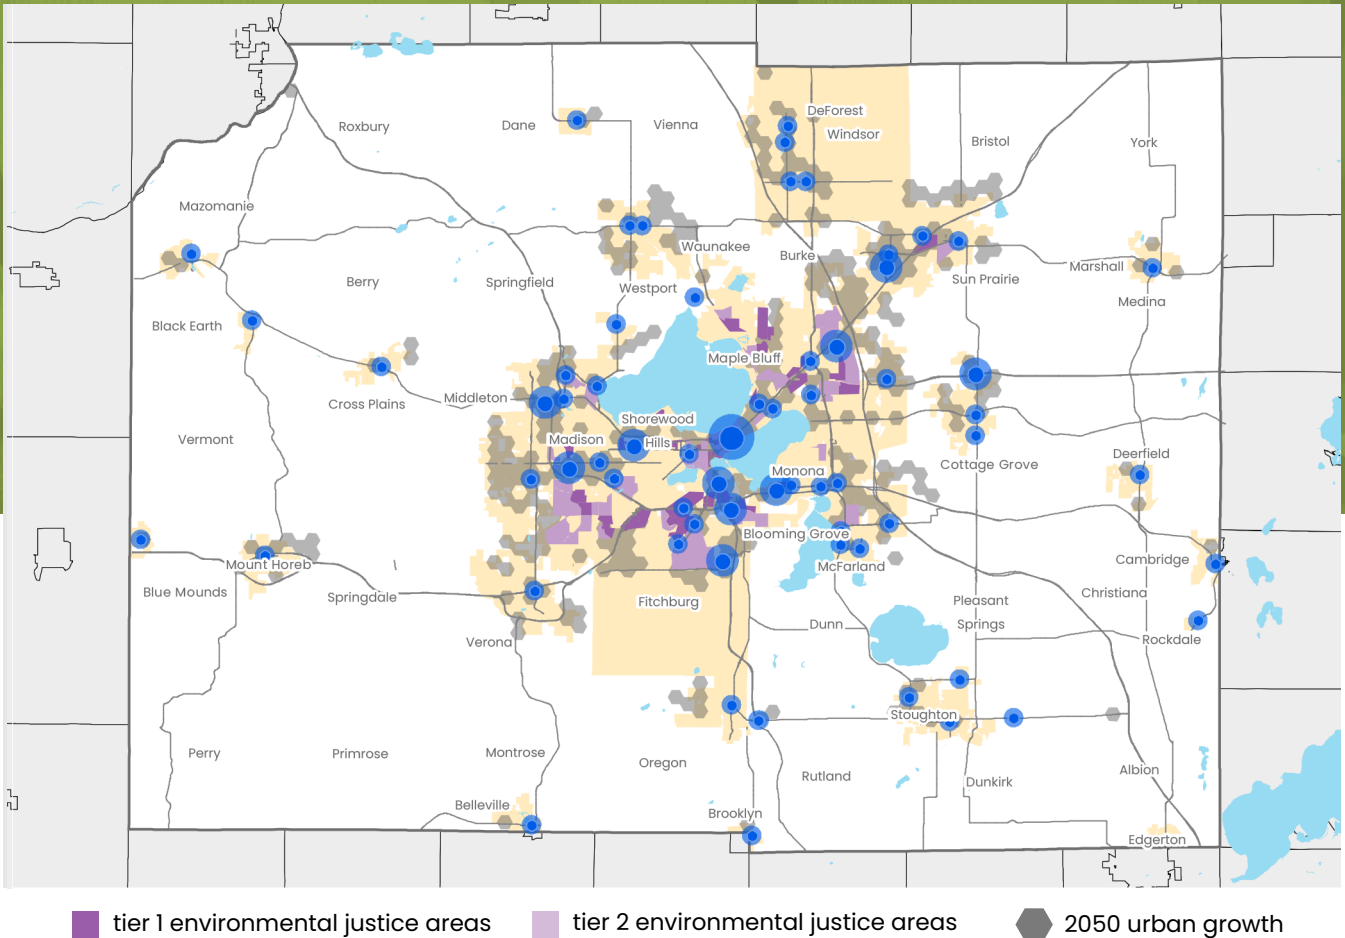 DeForest
Windsor
Roxbury
Dane
Vienna
Bristol
York
Mazomanie
Waunakee
Burke
Marshall
Sun Prairie
Berry
Springfield
Westport
Medina
Black Earth
Maple Bluff
Cross Plains
Middleton
Shorewood
Hills
Vermont
Madison
Monona
Cottage Grove
Deerfield
Blooming Grove
Mount Horeb
McFarland
Cambridge
Blue Mounds
Springdale
Fitchburg
Christiana
Pleasant
Springs
Dunn
Verona
Rockdale
Stoughton
Perry
Primrose
Montrose
Oregon
Rutland
Dunkirk
Albion
Belleville
Brooklyn
Edgerton
tier 1 environmental justice areas
tier 2 environmental justice areas
2050 urban growth